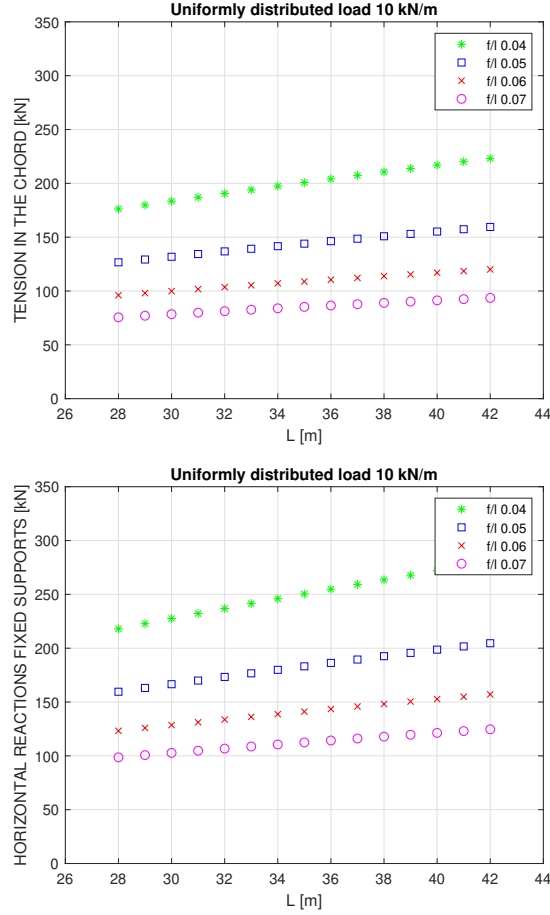 Uniformly distributed load 10 kN/m
350
300
250
200
150
100
50
0
TENSION IN THE CHORD [kN]
f/l 0.04
f/l 0.05
f/l 0.06
f/l 0.07
26 28 30 32 34 36 38 40 42 44
L [m]
Uniformly distributed load 10 kN/m
350
300
250
200
150
100
50
0
HORIZONTAL REACTIONS FIXED SUPPORTS [kN]
f/l 0.04
f/l 0.05
f/l 0.06
f/l 0.07
26 28 30 32 34 36 38 40 42 44
L [m]